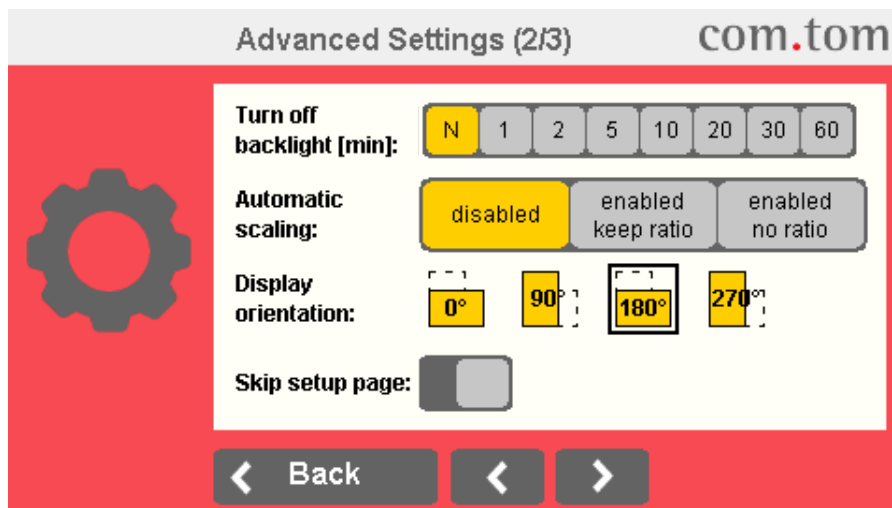 Advanced Settings (2/3)
com.tom
Turn off
backlight [min]:
N 1 2 5 10 20 30 60
Automatic
scaling:
disabled
enabled
keep ratio
enabled
no ratio
Display
orientation:
0° 90° 180° 270°
Skip setup page:
Back